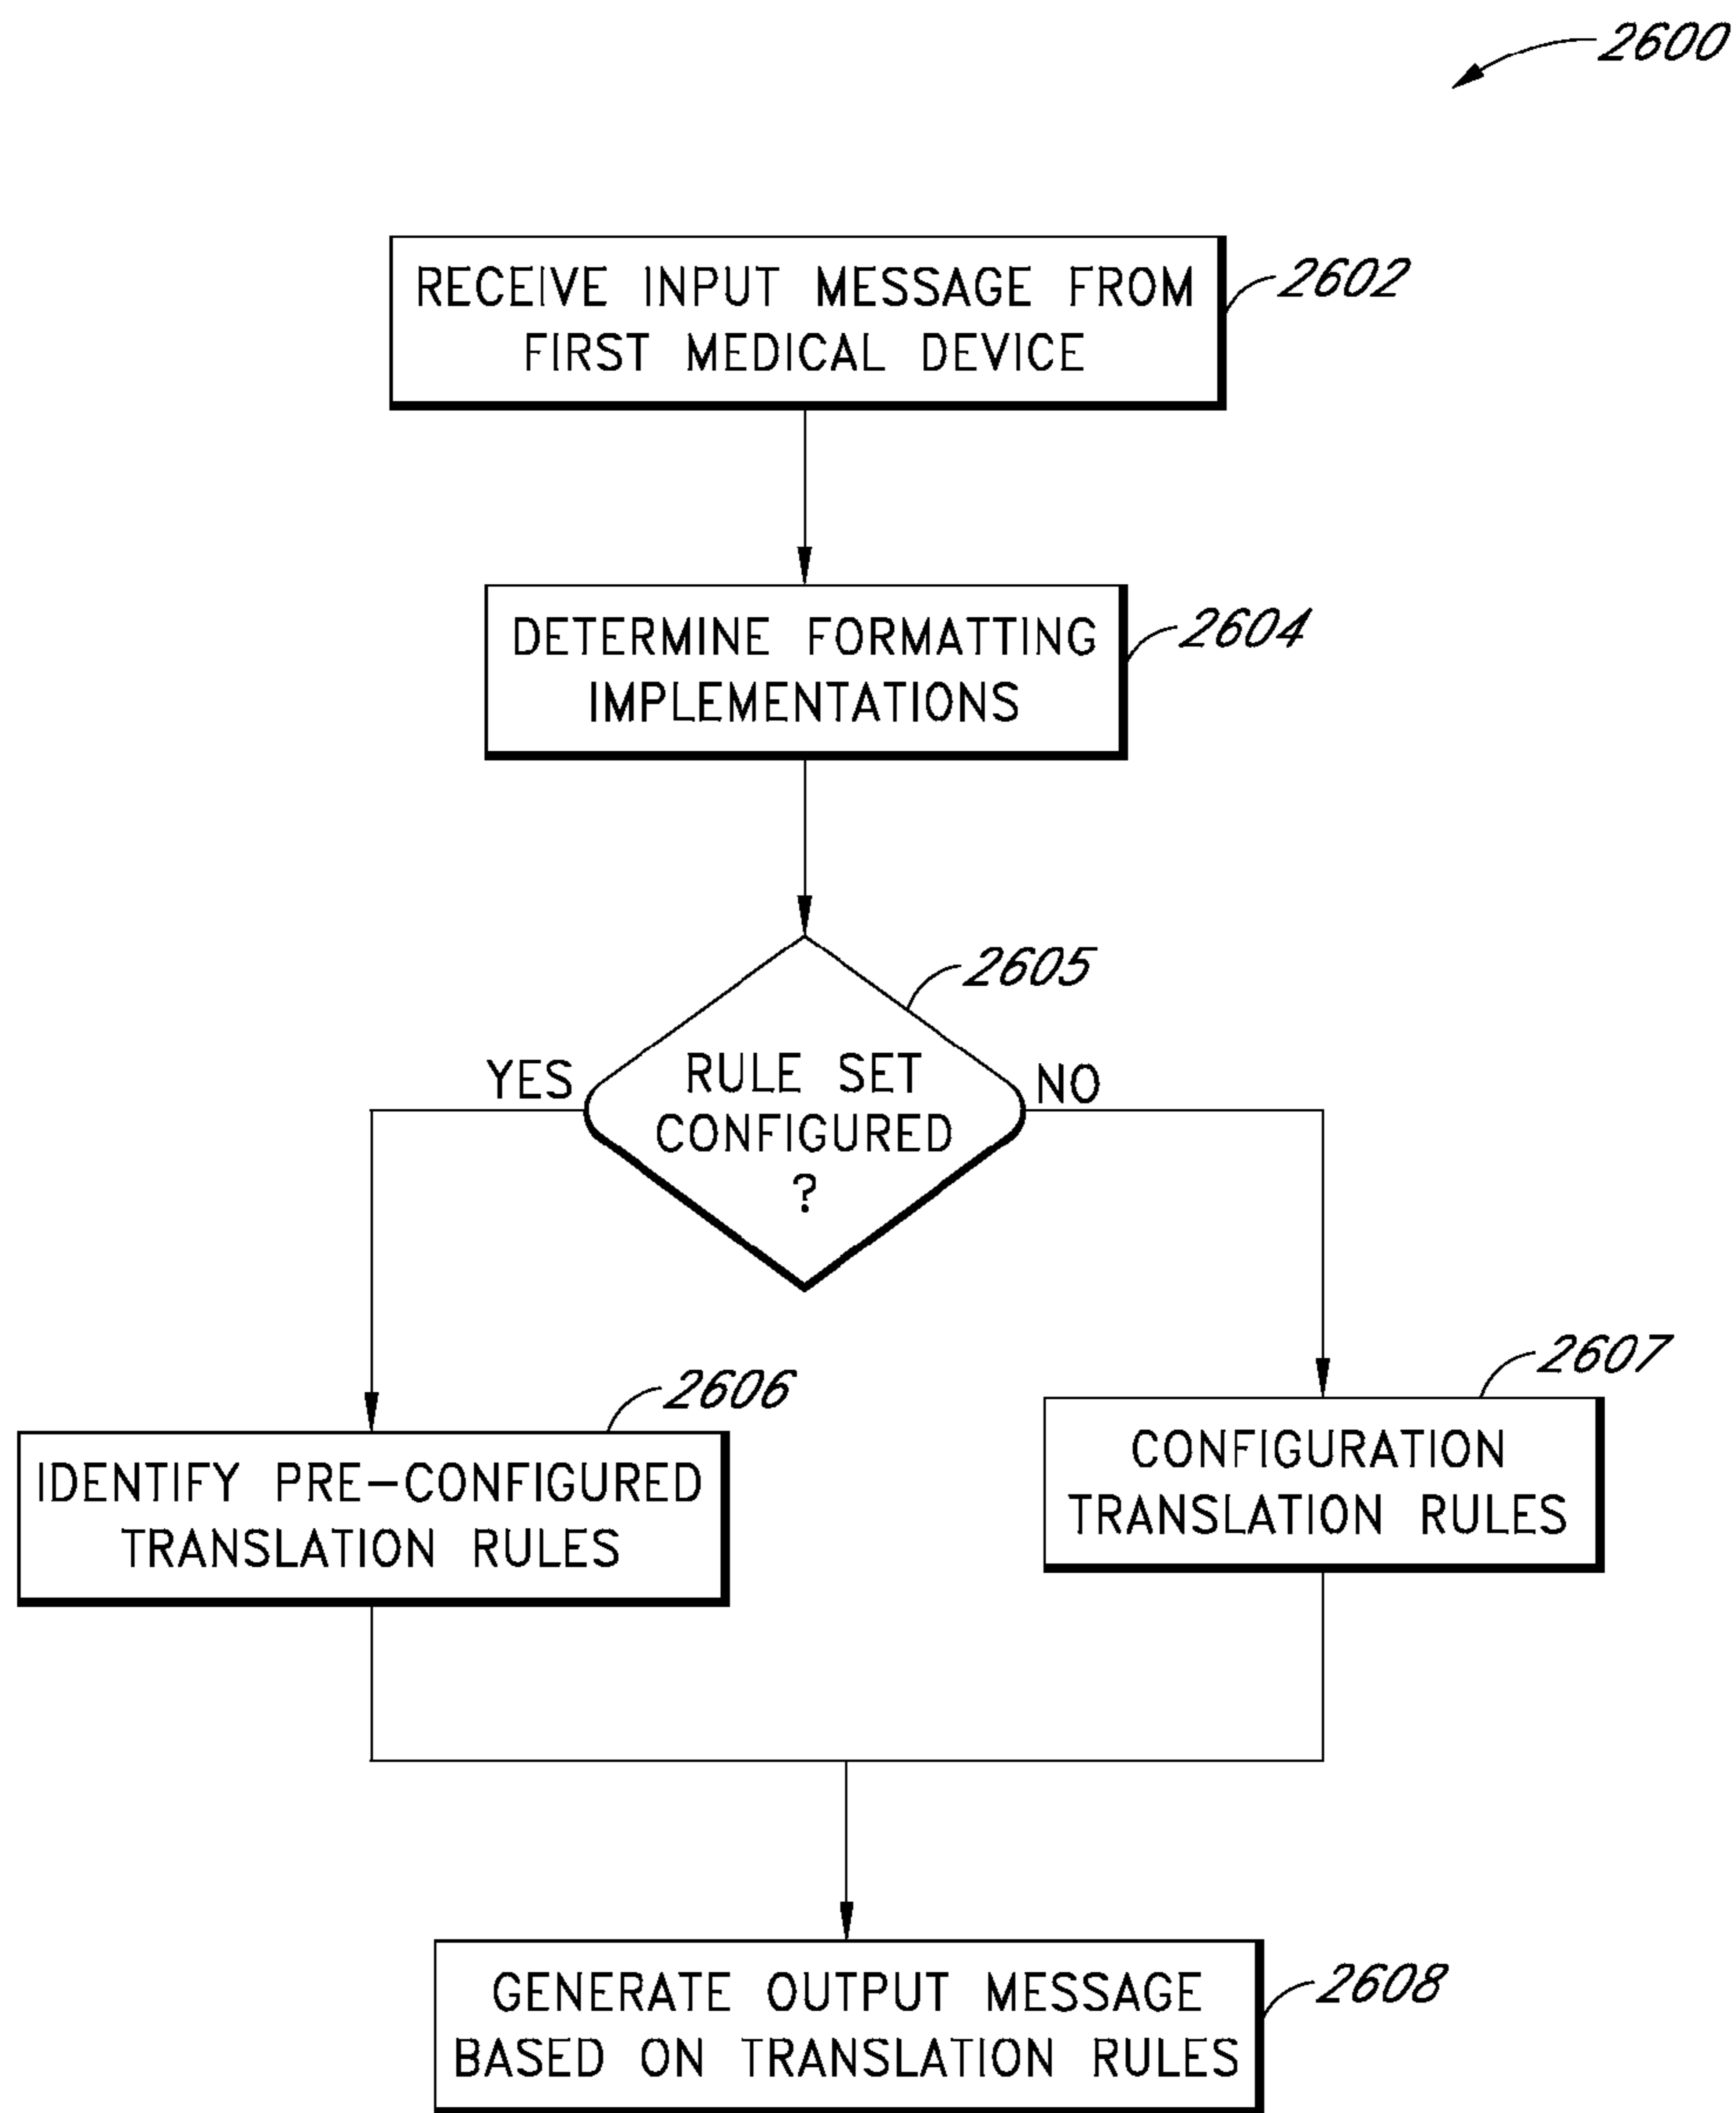 2600
RECEIVE INPUT MESSAGE FROM
FIRST MEDICAL DEVICE
2602
DETERMINE FORMATTING
IMPLEMENTATIONS
2604
2605
YES
RULE SET
CONFIGURED
?
NO
2606
IDENTIFY PRE-CONFIGURED
TRANSLATION RULES
2607
CONFIGURATION
TRANSLATION RULES
GENERATE OUTPUT MESSAGE
BASED ON TRANSLATION RULES
2608